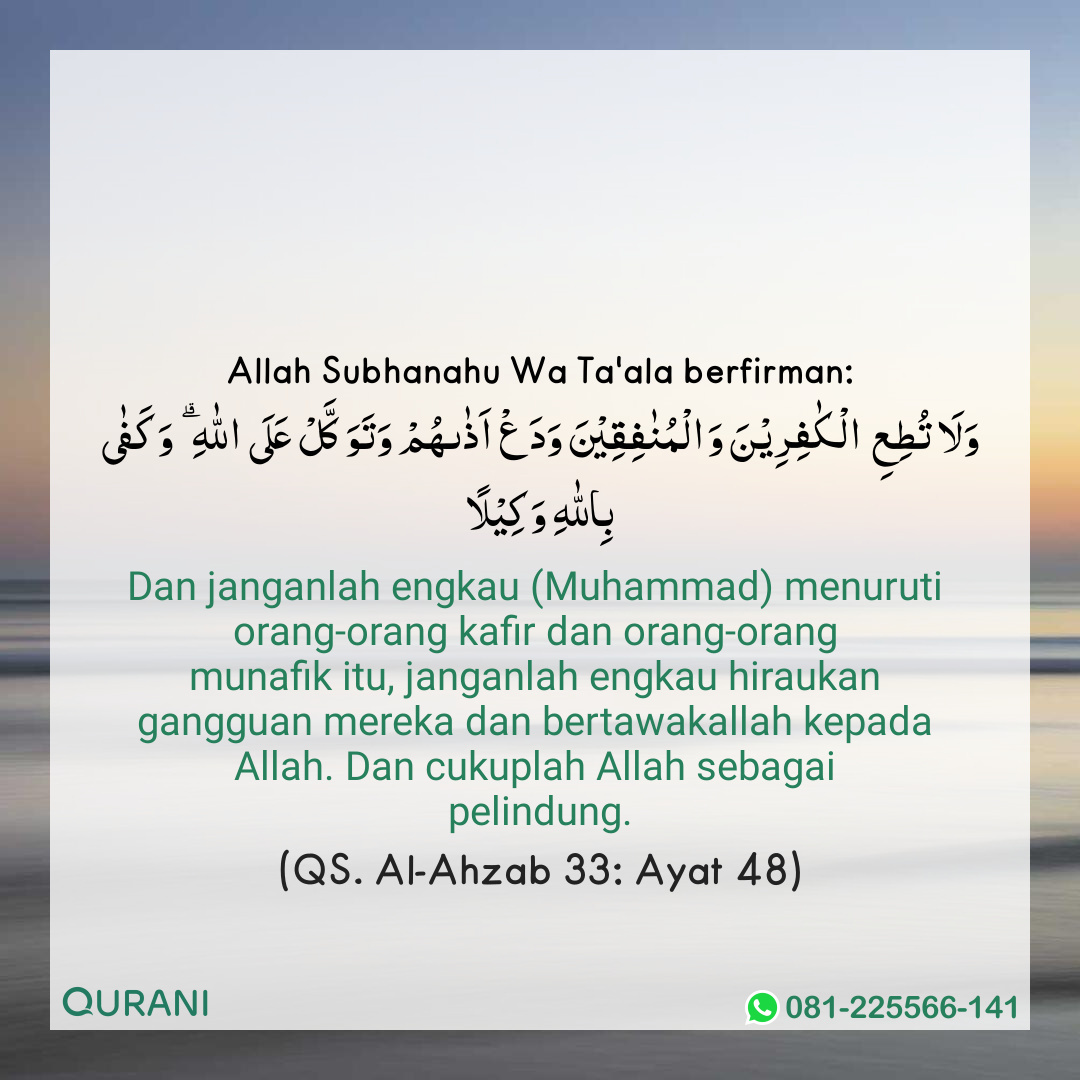 Allah Subhanahu Wa Ta'ala berfirman:
وَلَا تُطِعِ الْكٰفِرِيْنَ وَالْمُنٰفِقِيْنَ وَدَعْ اَذٰٮهُمْ وَتَوَكَّلْ عَلَى اللّٰهِ ۗ وَكَفٰى
بِاللّٰهِ وَكِيْلًا
Dan janganlah engkau (Muhammad) menuruti
orang-orang kafir dan orang-orang
munafik itu, janganlah engkau hiraukan
gangguan mereka dan bertawakallah kepada
Allah. Dan cukuplah Allah sebagai
pelindung.
(QS. Al-Ahzab 33: Ayat 48)
QURANI
081-225566-141